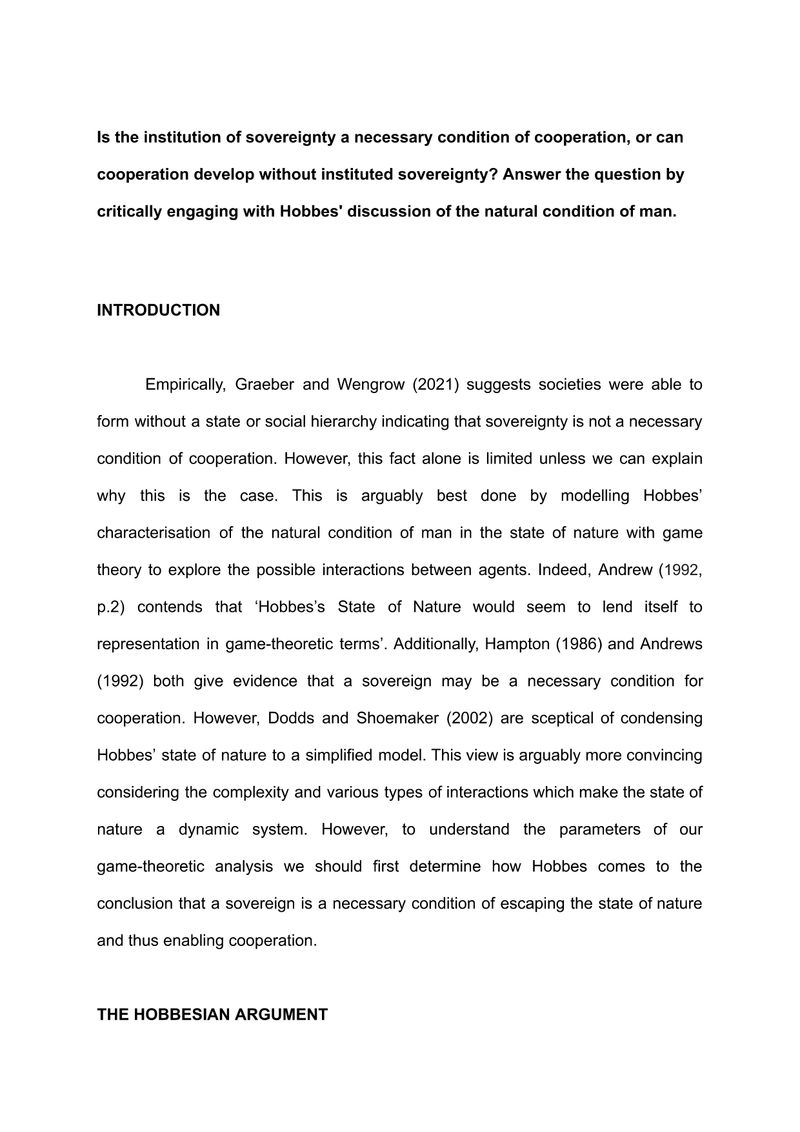 Is the institution of sovereignty a necessary condition of cooperation, or can
cooperation develop without instituted sovereignty? Answer the question by
critically engaging with Hobbes' discussion of the natural condition of man.
INTRODUCTION
Empirically, Graeber and Wengrow (2021) suggests societies were able to
form without a state or social hierarchy indicating that sovereignty is not a necessary
condition of cooperation. However, this fact alone is limited unless we can explain
why this is the case. This is arguably best done by modelling Hobbes’
characterisation of the natural condition of man in the state of nature with game
theory to explore the possible interactions between agents. Indeed, Andrew (1992,
p.2) contends that ‘Hobbes’s State of Nature would seem to lend itself to
representation in game-theoretic terms’. Additionally, Hampton (1986) and Andrews
(1992) both give evidence that a sovereign may be a necessary condition for
cooperation. However, Dodds and Shoemaker (2002) are sceptical of condensing
Hobbes’ state of nature to a simplified model. This view is arguably more convincing
considering the complexity and various types of interactions which make the state of
nature a dynamic system. However, to understand the parameters of our
game-theoretic analysis we should first determine how Hobbes comes to the
conclusion that a sovereign is a necessary condition of escaping the state of nature
and thus enabling cooperation.
THE HOBBESIAN ARGUMENT